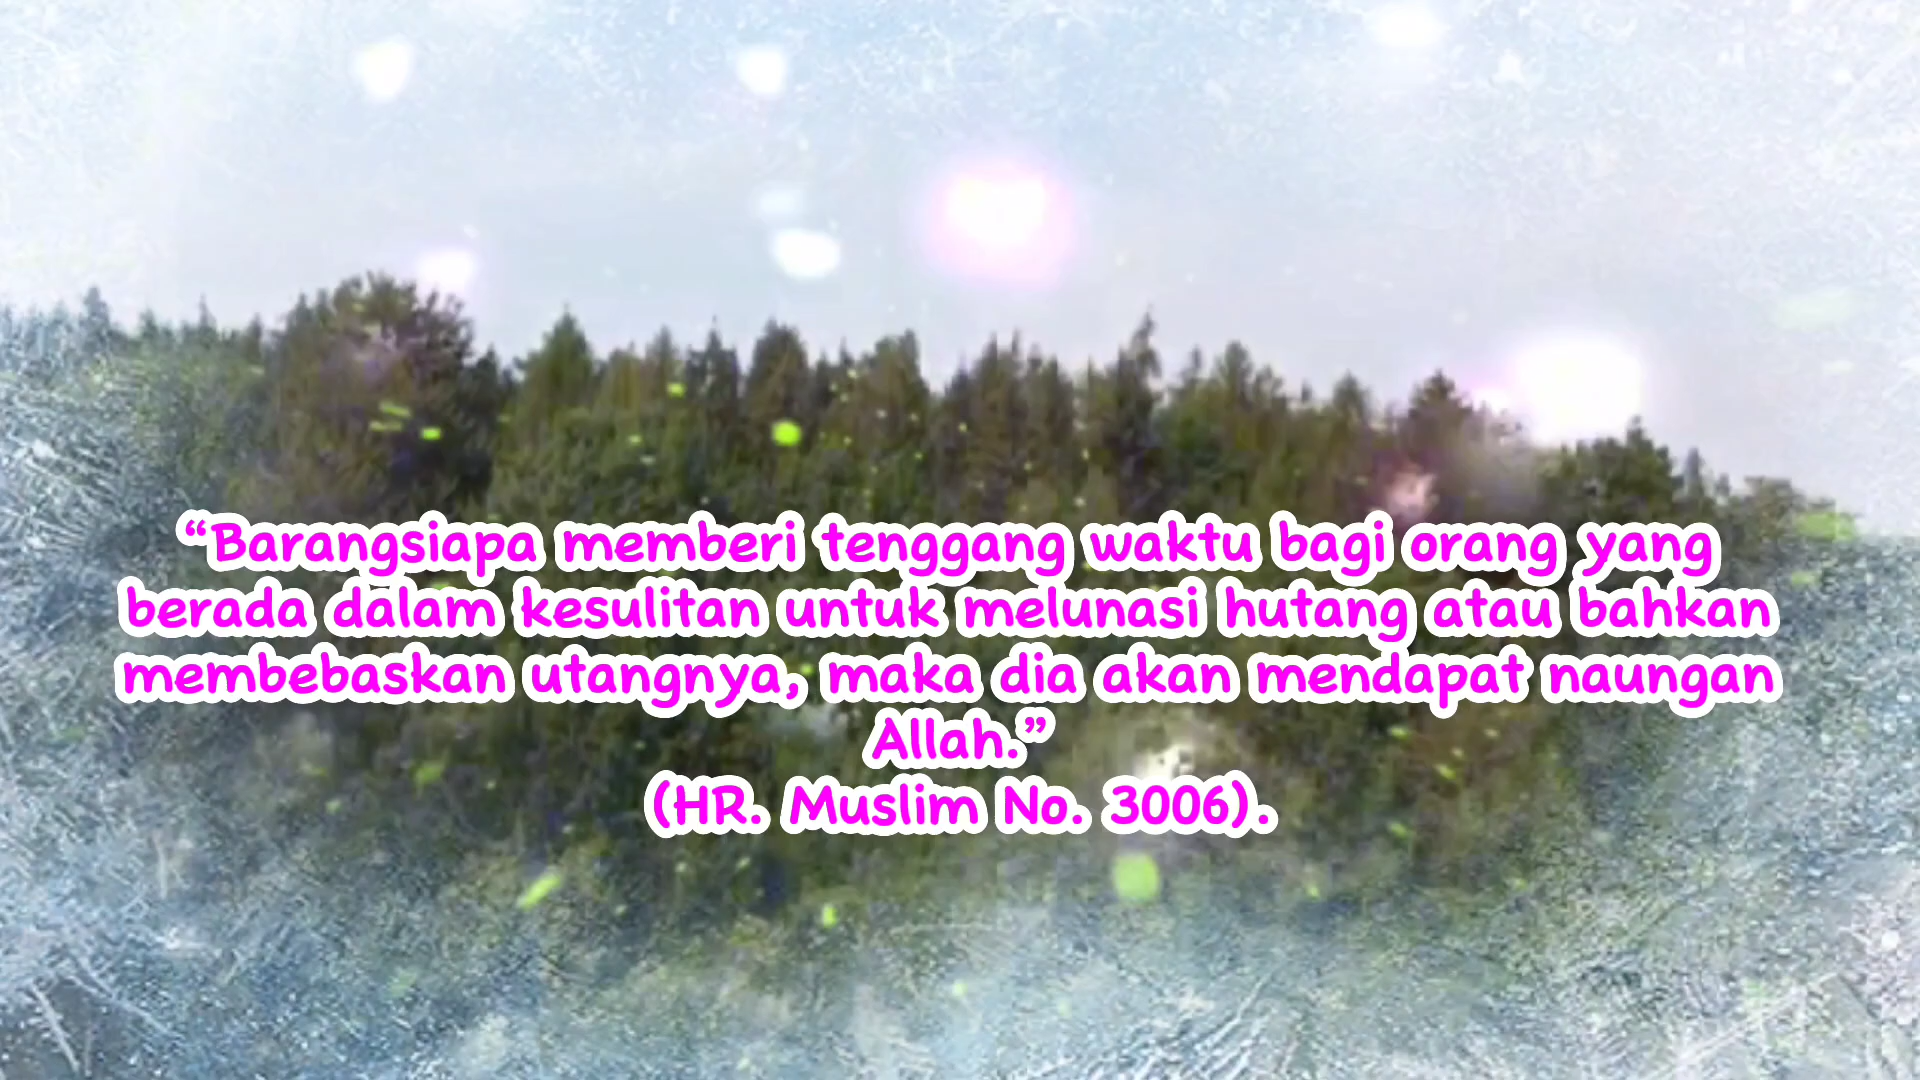 “Barangsiapa memberi tenggang waktu bagi orang yang
berada dalam kesulitan untuk melunasi hutang atau bahkan
membebaskan utangnya, maka dia akan mendapat naungan
Allah.”
(HR. Muslim No. 3006).